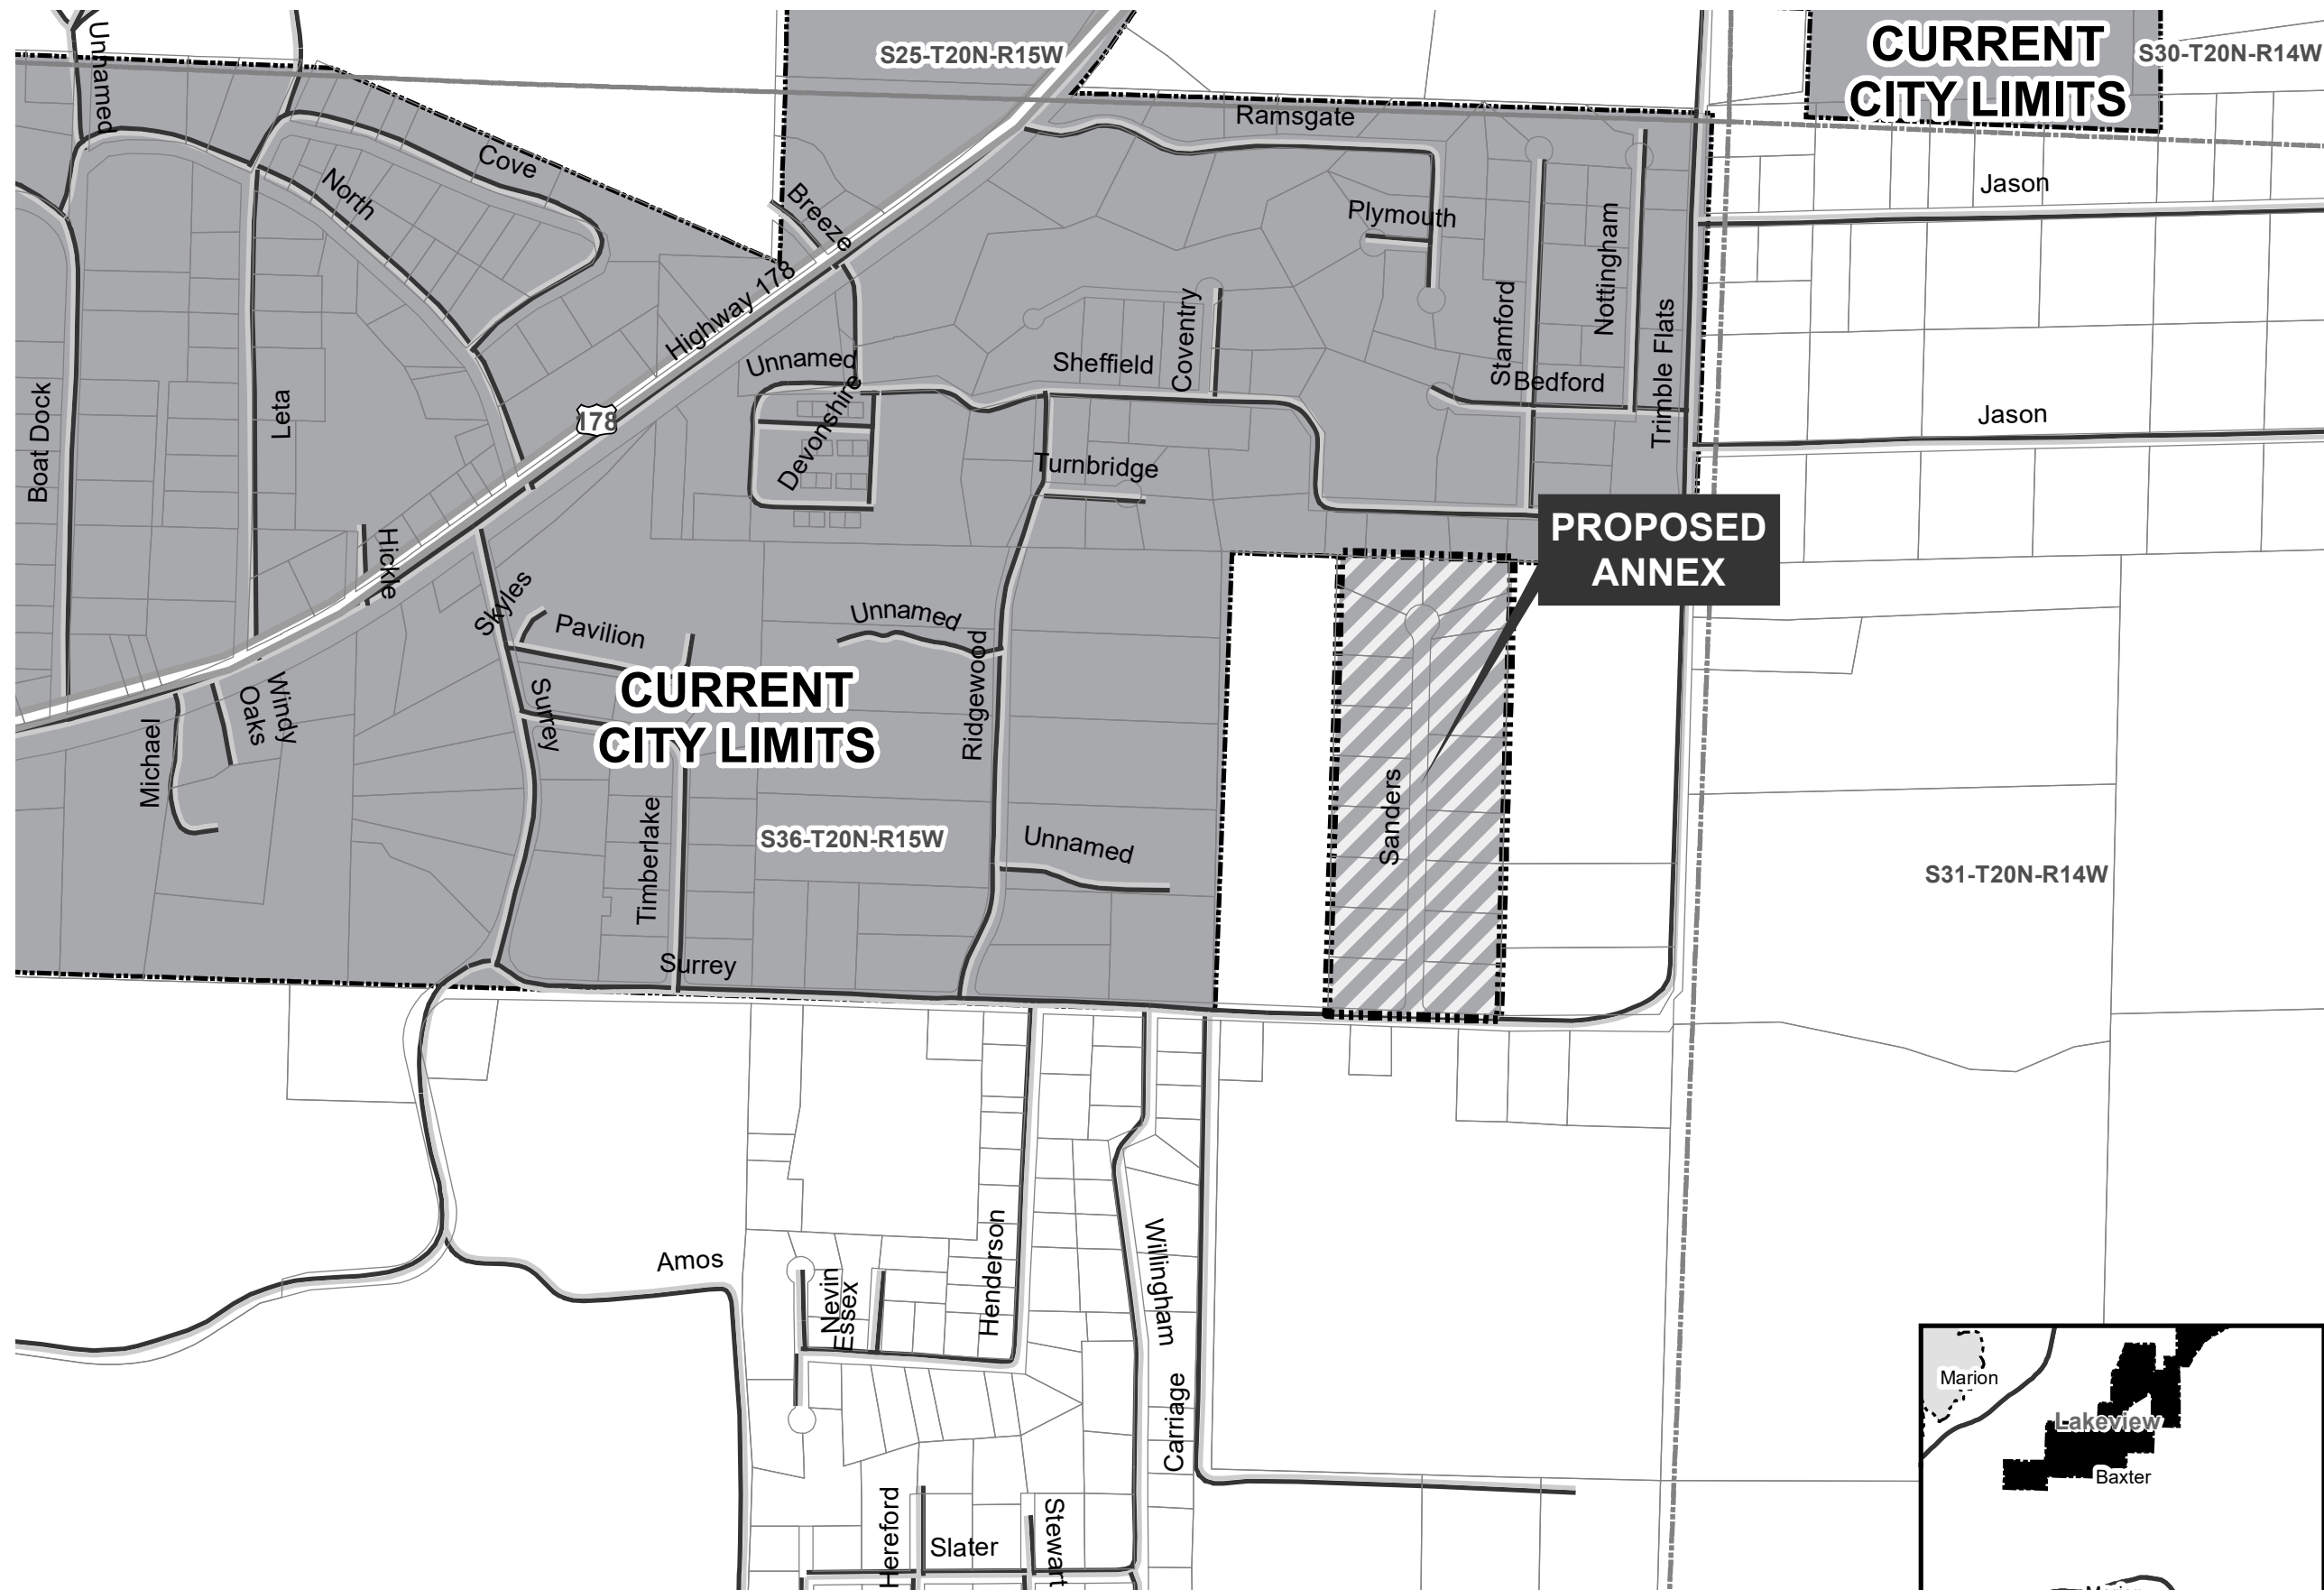 Unnamed
S25-T20N-R15W
CURRENT
CITY LIMITS
S30-T20N-R14W
Ramsgate
Cove
North
Breeze
Jason
Plymouth
Nottingham
Highway 178
Stamford
Coventry
Trimble Flats
Unnamed
Sheffield
Bedford
Boat Dock
Leta
178
Devonshire
Jason
Turnbridge
PROPOSED
ANNEX
Hickle
Skyles
Pavilion
Unnamed
Ridgewood
Windy
Oaks
Michael
Surrey
CURRENT
CITY LIMITS
Sanders
Timberlake
S36-T20N-R15W
Unnamed
S31-T20N-R14W
Surrey
Amos
Henderson
Willingham
Nevin
Essex
Carriage
Marion
Lakeview
Baxter
Hereford
Slater
Stewart